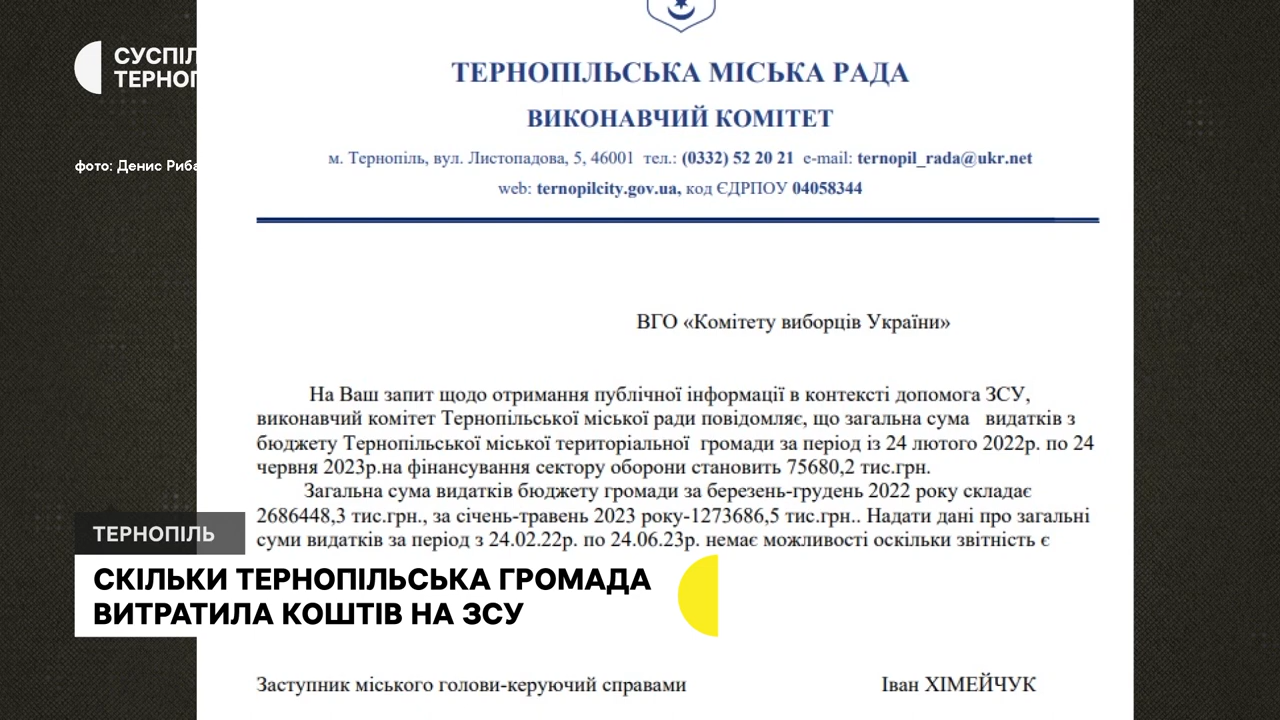 СУСПІЛ
ТЕРНОП
фото: Денис Риба
ТЕРНОПІЛЬСЬКА МІСЬКА РАДА
ВИКОНАВЧИЙ КОМІТЕТ
м. Тернопіль, вул. Листопадова, 5, 46001 тел.: (0332) 52 20 21 e-mail: ternopil_rada@ukr.net
web: ternopilcity.gov.ua, код ЄДРПОУ 04058344
ВГО «Комітету виборців України»
На Ваш запит щодо отримання публічної інформації в контексті допомога ЗСУ,
виконавчий комітет Тернопільської міської ради повідомляє, що загальна сума видатків з
бюджету Тернопільської міської територіальної громади за період із 24 лютого 2022р. по 24
червня 2023р.на фінансування сектору оборони становить 75680,2 тис.грн.
Загальна сума видатків бюджету громади за березень-грудень 2022 року складає
2686448,3 тис.грн., за січень-травень 2023 року-1273686,5 тис.грн.. Надати дані про загальні
суми видатків за період з 24.02.22р. по 24.06.23р. немає можливості оскільки звітність є
ТЕРНОПІЛЬ
СКІЛЬКИ ТЕРНОПІЛЬСЬКА ГРОМАДА
ВИТРАТИЛА КОШТІВ НА ЗСУ
Заступник міського голови-керуючий справами Іван ХІМЕЙЧУК